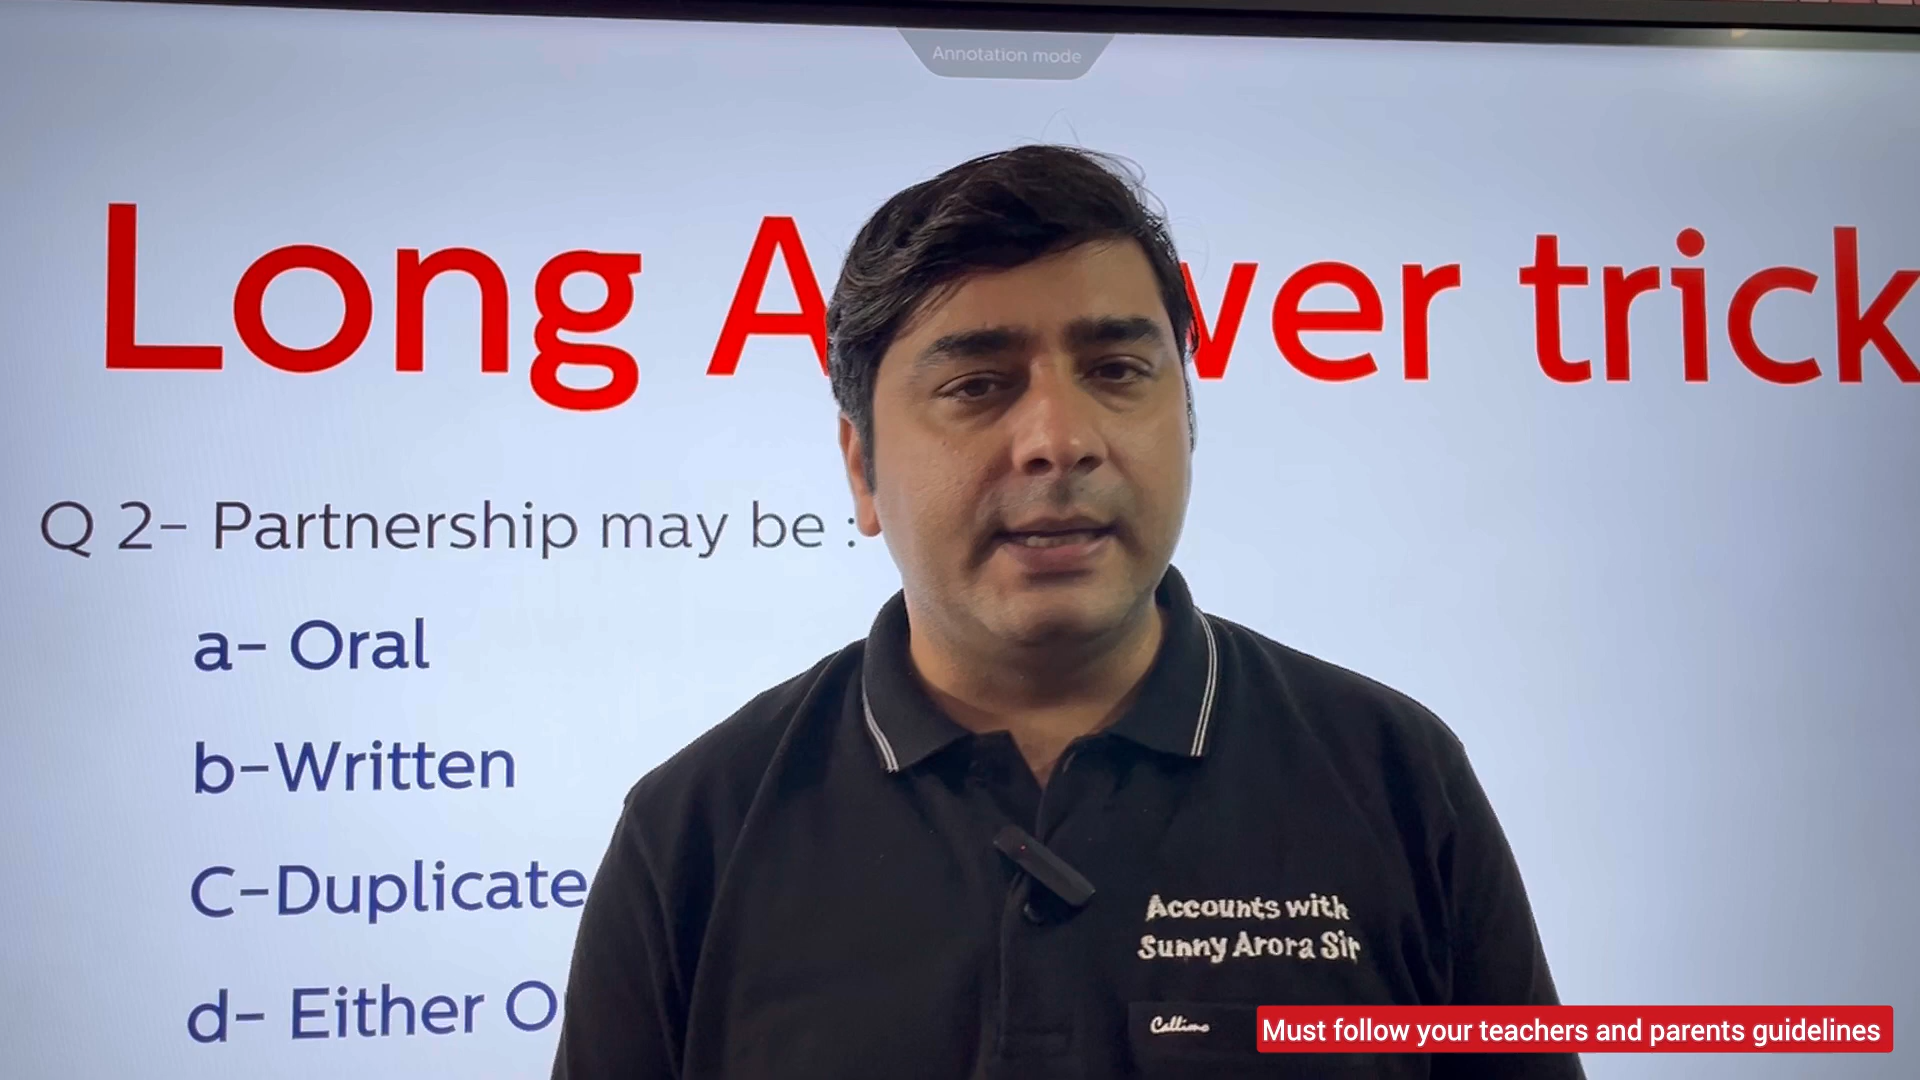 Annotation mode
Long trick
Q 2- Partnership may be :
a- Oral
b-Written
C-Duplicate
d- Either
Accounts with
Sunny Arora Sir
Callino
Must follow your teachers and parents guidelines